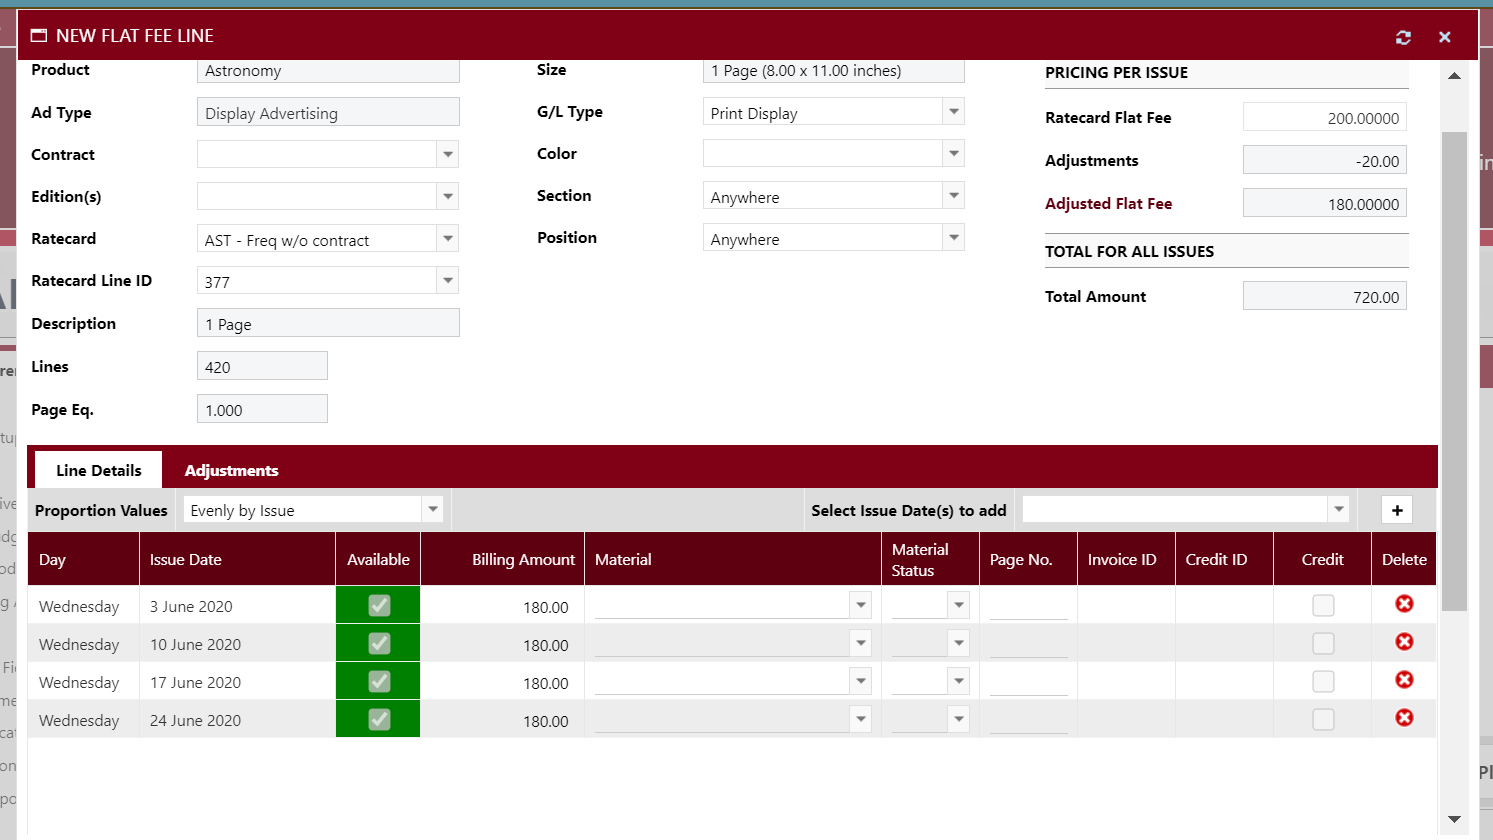 NEW FLAT FEE LINE
Product Astronomy
Ad Type Display Advertising
Contract
Edition(s)
Ratecard AST - Freq w/o contract
Ratecard Line ID 377
Description 1 Page
Lines 420
Page Eq. 1.000
Size 1 Page (8.00 x 11.00 inches)
G/L Type Print Display
Color
Section Anywhere
Position Anywhere
PRICING PER ISSUE
Ratecard Flat Fee 200.00000
Adjustments -20.00
Adjusted Flat Fee 180.00000
TOTAL FOR ALL ISSUES
Total Amount 720.00
Line Details Adjustments
Proportion Values Evenly by Issue Select Issue Date(s) to add +
Day Issue Date Available Billing Amount Material Material Status Page No. Invoice ID Credit ID Credit Delete
Wednesday 3 June 2020 180.00
Wednesday 10 June 2020 180.00
Wednesday 17 June 2020 180.00
Wednesday 24 June 2020 180.00